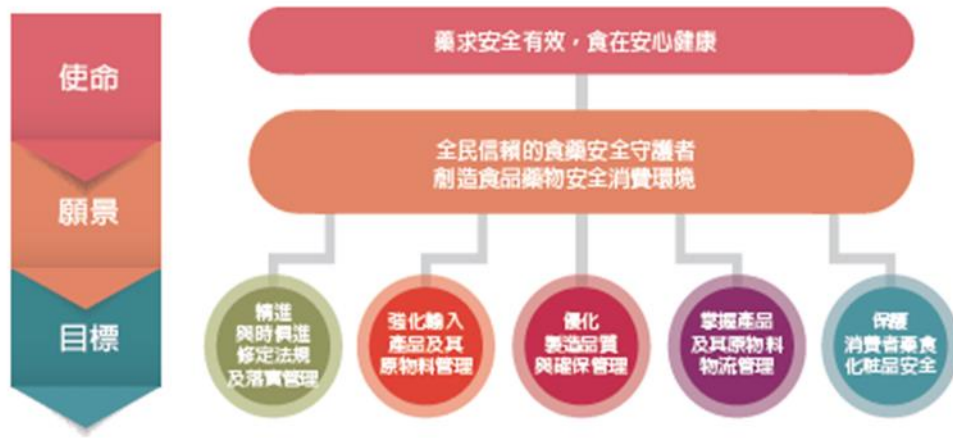 使命
藥求安全有效，食在安心健康
願景
全民信賴的食藥安全守護者
創造食品藥物安全消費環境
目標
精進
與時俱進
修定法規
及落實管理
強化輸入
產品及其
原物料管理
優化
製造品質
與確保管理
掌握產品
及其原物料
物流管理
保護
消費者藥食
化粧品安全